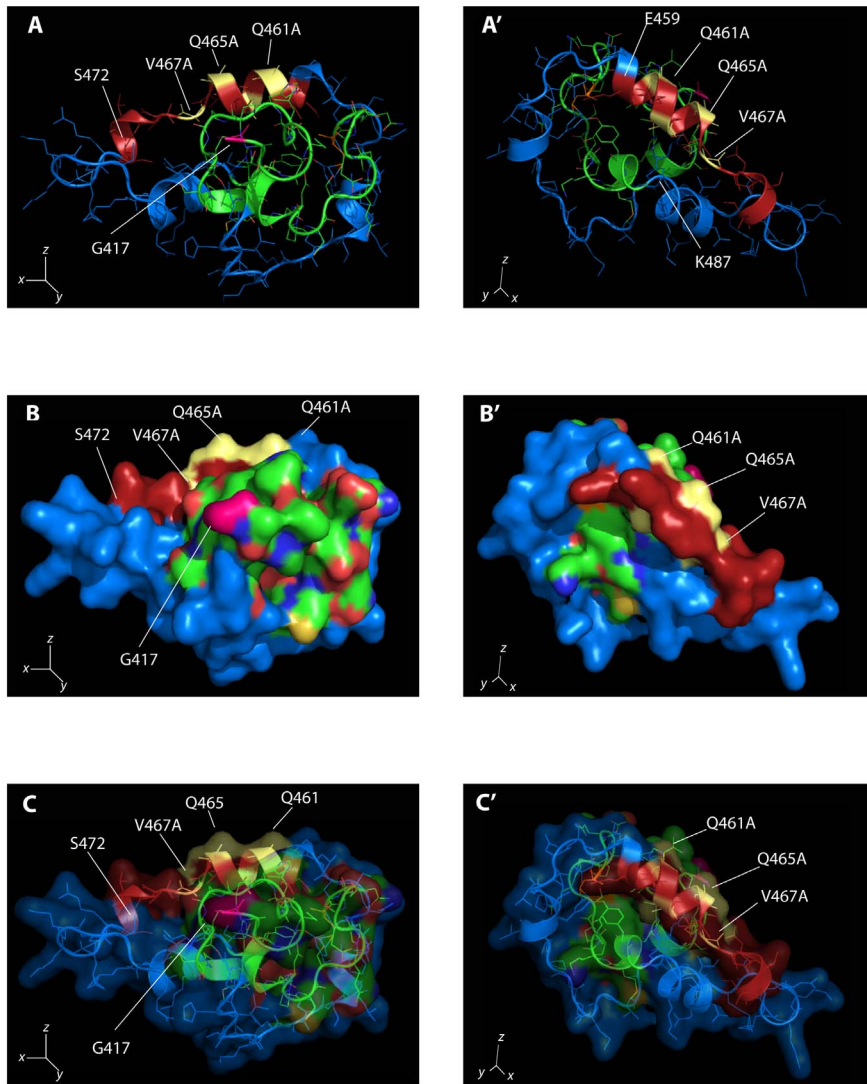 A
Q465A
Q461A
V467A
S472
G417
z
x
y
A'
E459
Q461A
Q465A
V467A
K487
z
y
x
B
Q465A
Q461A
V467A
S472
G417
z
x
y
B'
Q461A
Q465A
V467A
z
y
x
C
Q465
Q461
V467A
S472
G417
z
x
y
C'
Q461A
Q465A
V467A
z
y
x